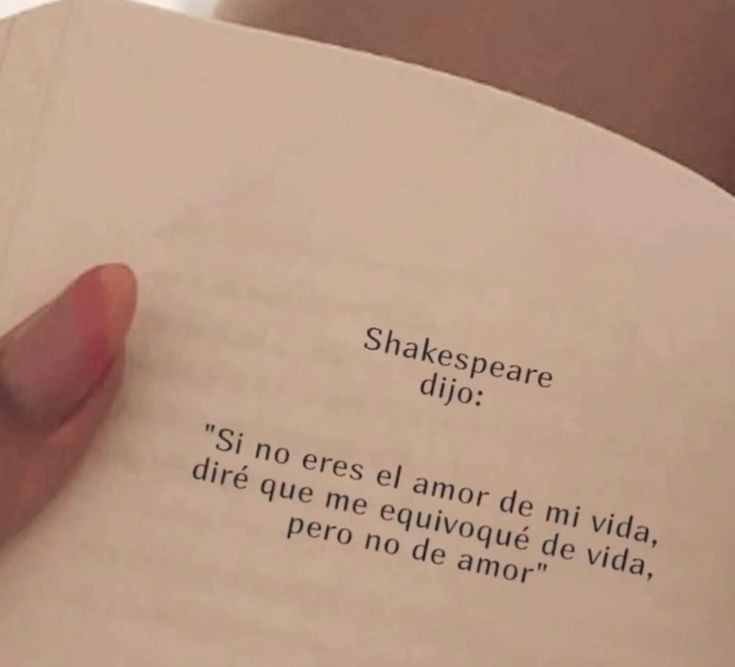 Shakespeare
dijo:
"Si no eres el amor de mi vida,
diré que me equivoqué de vida,
pero no de amor"